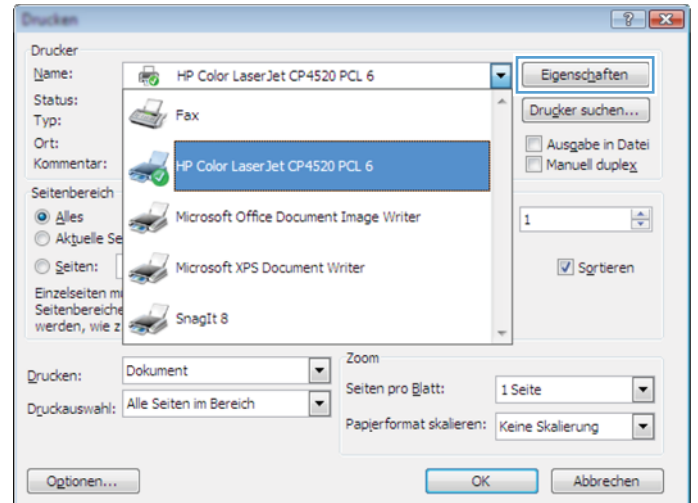 Drucken
Drucker
Name: HP Color LaserJet CP4520 PCL 6 Eigenschaften
Status:
Fax Drucker suchen...
Typ:
Ort: Ausgabe in Datei
Kommentar: HP Color LaserJet CP4520 PCL 6 Manuell duplex
Seitenbereich
Alles Microsoft Office Document Image Writer 1
Aktuelle Se
Seiten: Microsoft XPS Document Writer Sortieren
Einzelseiten m
Seitenbereiche
werden, wie z SnagIt 8
Zoom
Drucken: Dokument
Seiten pro Blatt: 1 Seite
Druckauswahl: Alle Seiten im Bereich
Papierformat skalieren: Keine Skalierung
Optionen... OK Abbrechen